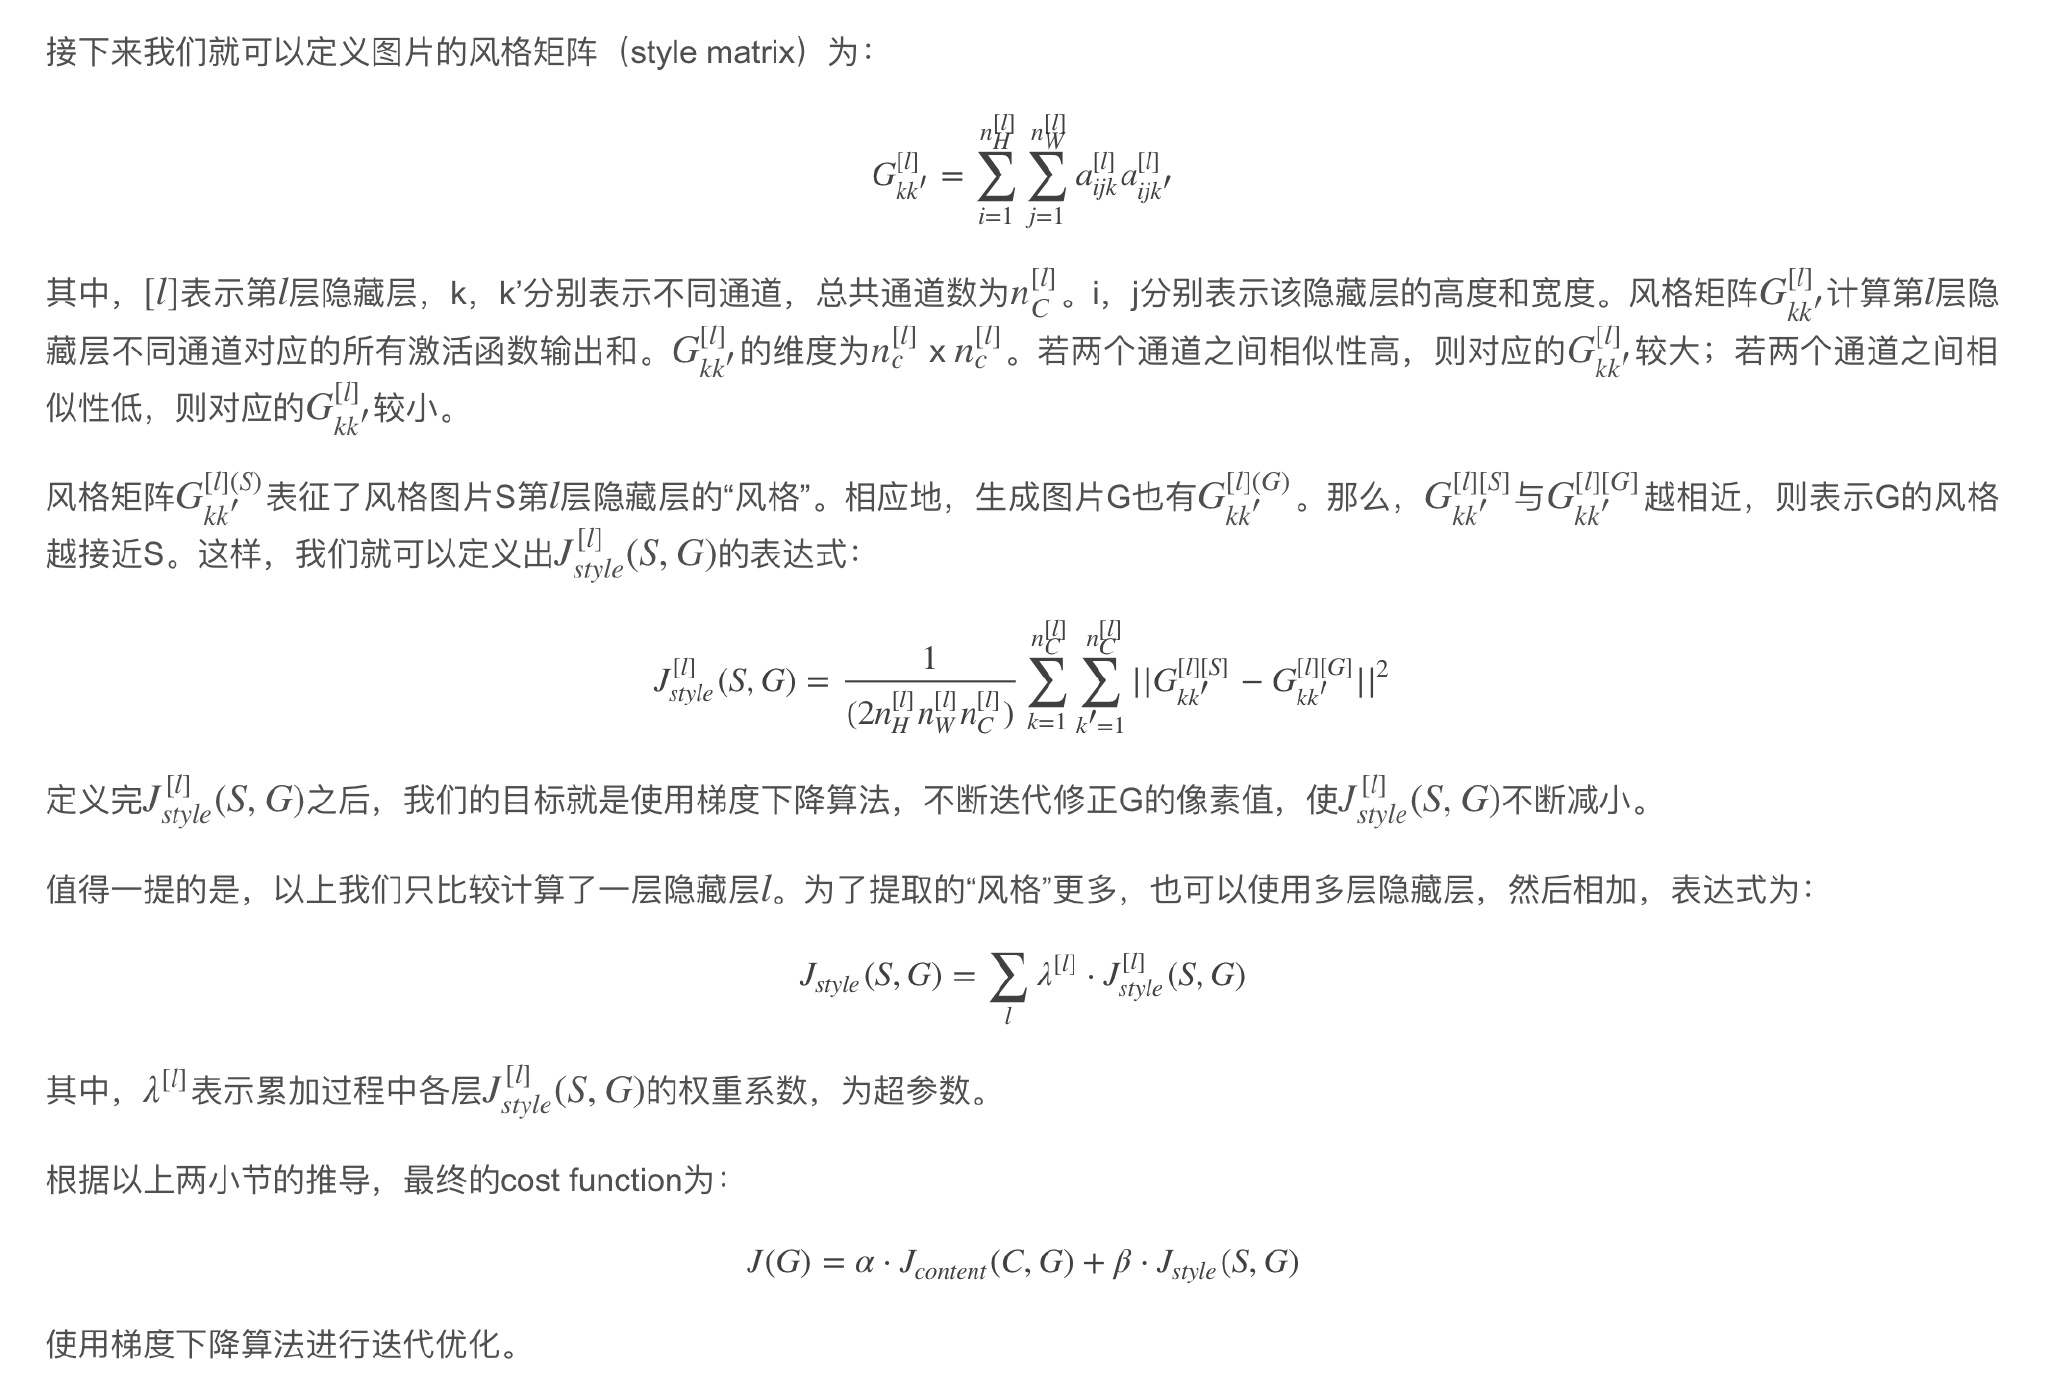 接下来我们就可以定义图片的风格矩阵（style matrix）为：
$G_{kk'}^{[l]} = \sum_{i=1}^{n_H^{[l]}} \sum_{j=1}^{n_W^{[l]}} a_{ijk}^{[l]} a_{ijk'}^{[l]}$
其中，$[l]$表示第$l$层隐藏层，k，k’分别表示不同通道，总共通道数为$n_C^{[l]}$。i，j分别表示该隐藏层的高度和宽度。风格矩阵$G_{kk'}^{[l]}$计算第$l$层隐
藏层不同通道对应的所有激活函数输出和。$G_{kk'}^{[l]}$的维度为$n_c^{[l]}$ x $n_c^{[l]}$。若两个通道之间相似性高，则对应的$G_{kk'}^{[l]}$较大；若两个通道之间相
似性低，则对应的$G_{kk'}^{[l]}$较小。
风格矩阵$G_{kk'}^{[l](S)}$表征了风格图片S第$l$层隐藏层的“风格”。相应地，生成图片G也有$G_{kk'}^{[l](G)}$。那么，$G_{kk'}^{[l][S]}$与$G_{kk'}^{[l][G]}$越相近，则表示G的风格
越接近S。这样，我们就可以定义出$J_{style}^{[l]}(S, G)$的表达式：
$J_{style}^{[l]}(S, G) = \frac{1}{(2n_H^{[l]} n_W^{[l]} n_C^{[l]})} \sum_{k=1}^{n_C^{[l]}} \sum_{k'=1}^{n_C^{[l]}} ||G_{kk'}^{[l][S]} - G_{kk'}^{[l][G]}||^2$
定义完$J_{style}^{[l]}(S, G)$之后，我们的目标就是使用梯度下降算法，不断迭代修正G的像素值，使$J_{style}^{[l]}(S, G)$不断减小。
值得一提的是，以上我们只比较计算了一层隐藏层$l$。为了提取的“风格”更多，也可以使用多层隐藏层，然后相加，表达式为：
$J_{style}(S, G) = \sum_l \lambda^{[l]} \cdot J_{style}^{[l]}(S, G)$
其中，$\lambda^{[l]}$表示累加过程中各层$J_{style}^{[l]}(S, G)$的权重系数，为超参数。
根据以上两小节的推导，最终的cost function为：
$J(G) = \alpha \cdot J_{content}(C, G) + \beta \cdot J_{style}(S, G)$
使用梯度下降算法进行迭代优化。